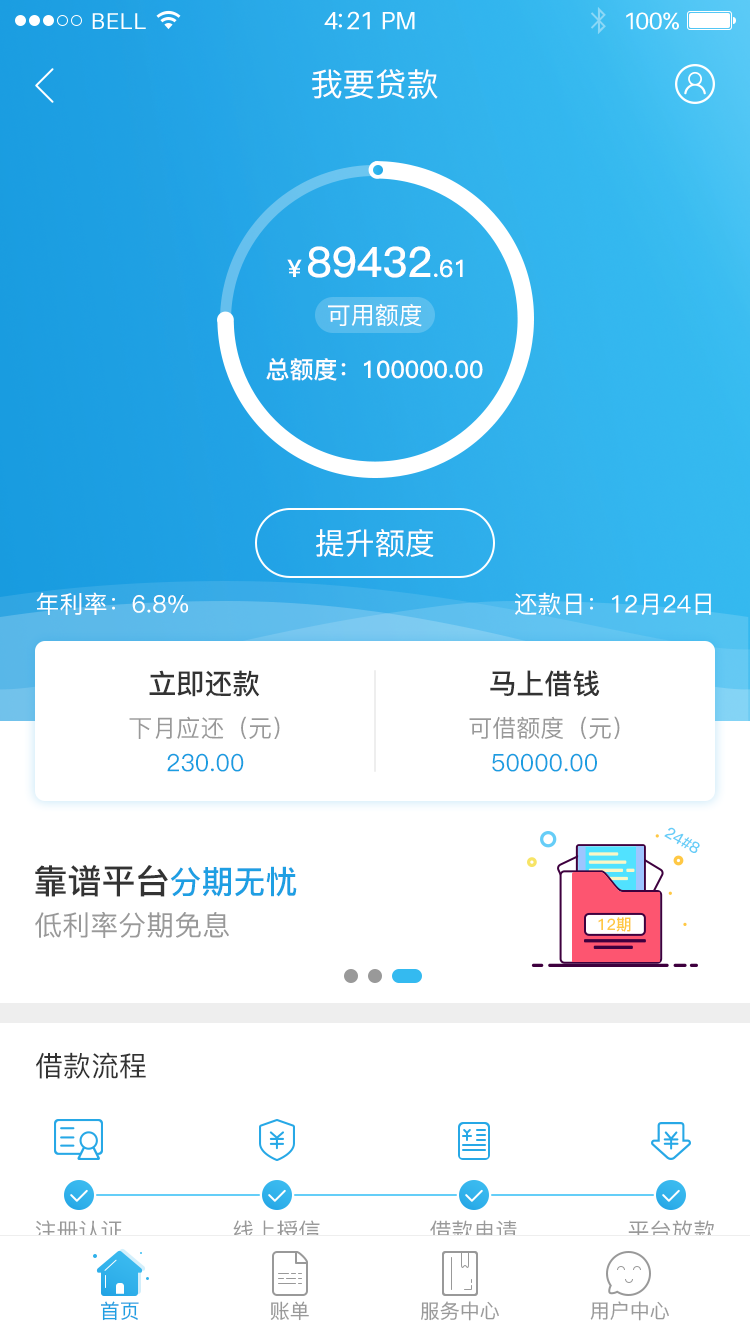 BELL 4:21 PM 100%
我要贷款
¥89432.61
可用额度
总额度：100000.00
提升额度
年利率：6.8% 还款日：12月24日
立即还款 马上借钱
下月应还（元） 可借额度（元）
230.00 50000.00
24#8
靠谱平台分期无忧
12期
低利率分期免息
借款流程
¥ ¥ ¥
注册认证 线上授信 借款申请 平台放款
首页 账单 服务中心 用户中心